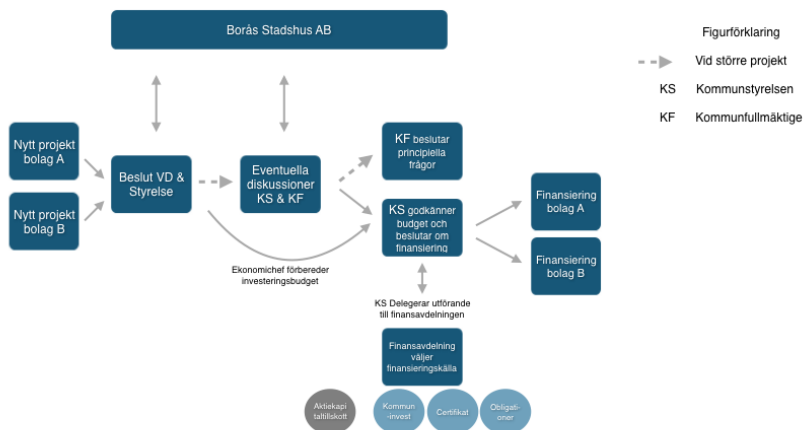 Borås Stadshus AB
Figurförklaring
Vid större projekt
KS Kommunstyrelsen
KF Kommunfullmäktige
Nytt projekt
bolag A
Nytt projekt
bolag B
Beslut VD &
Styrelse
Eventuella
diskussioner
KS & KF
KF beslutar
principiella
frågor
KS godkänner
budget och
beslutar om
finansiering
Finansiering
bolag A
Finansiering
bolag B
Ekonomichef förbereder
investeringsbudget
KS Delegerar utförande
till finansavdelningen
Finansavdelning
väljer
finansieringskälla
Aktiekapi
taltillskott
Kommun
-invest
Certifikat
Obligati-
oner